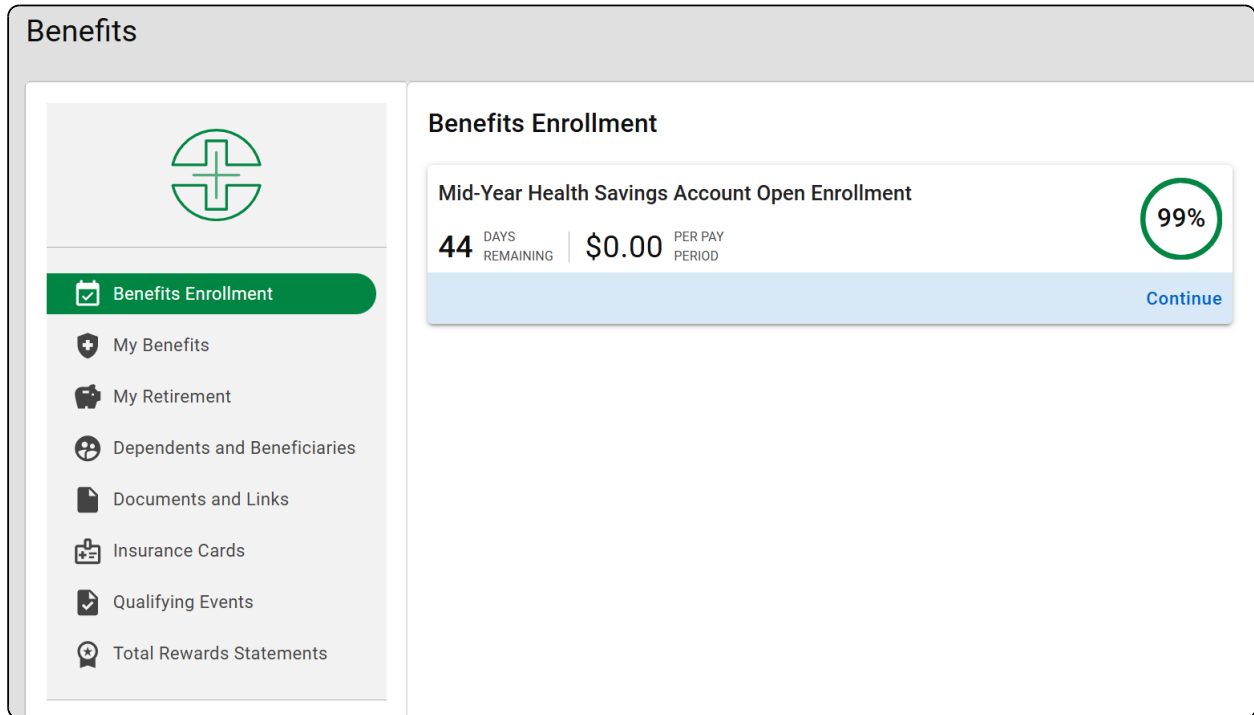 Benefits
Benefits Enrollment
My Benefits
My Retirement
Dependents and Beneficiaries
Documents and Links
Insurance Cards
Qualifying Events
Total Rewards Statements
Benefits Enrollment
Mid-Year Health Savings Account Open Enrollment
44 DAYS REMAINING $0.00 PER PAY PERIOD
99%
Continue